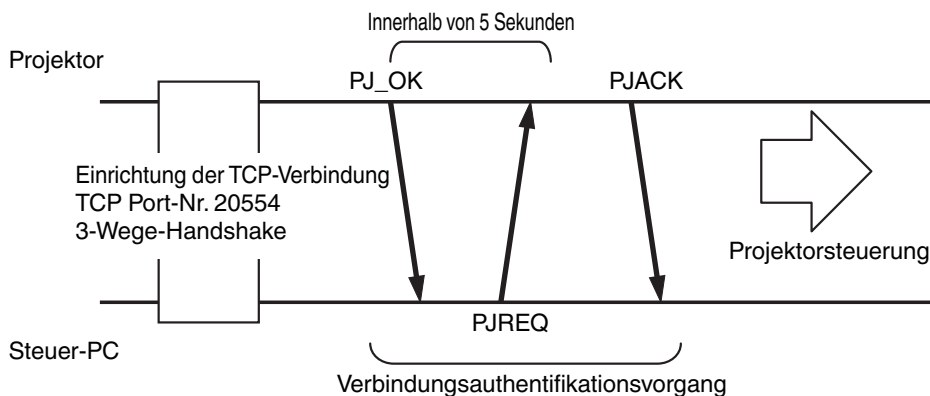 Innerhalb von 5 Sekunden
Projektor
PJ_OK
PJACK
Einrichtung der TCP-Verbindung
TCP Port-Nr. 20554
3-Wege-Handshake
Projektorsteuerung
PJREQ
Steuer-PC
Verbindungsauthentifikationsvorgang